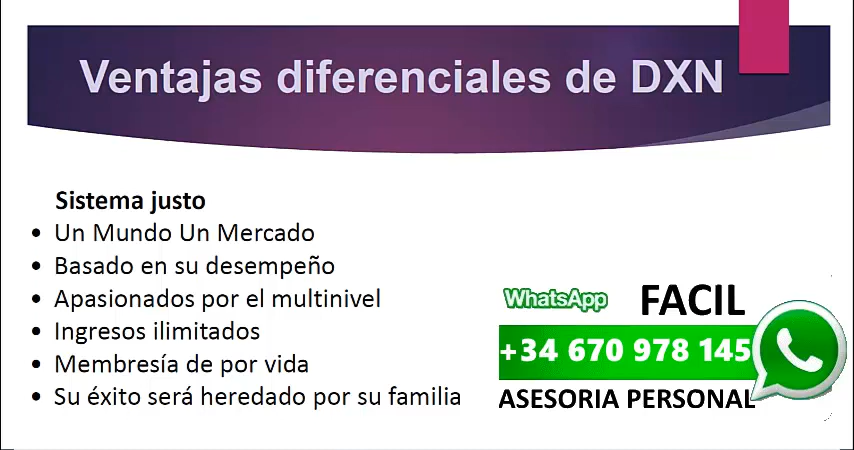 Ventajas diferenciales de DXN
Sistema justo
• Un Mundo Un Mercado
• Basado en su desempeño
• Apasionados por el multinivel
• Ingresos ilimitados
• Membresía de por vida
• Su éxito será heredado por su familia
WhatsApp FACIL
+34 670 978 145
ASESORIA PERSONAL